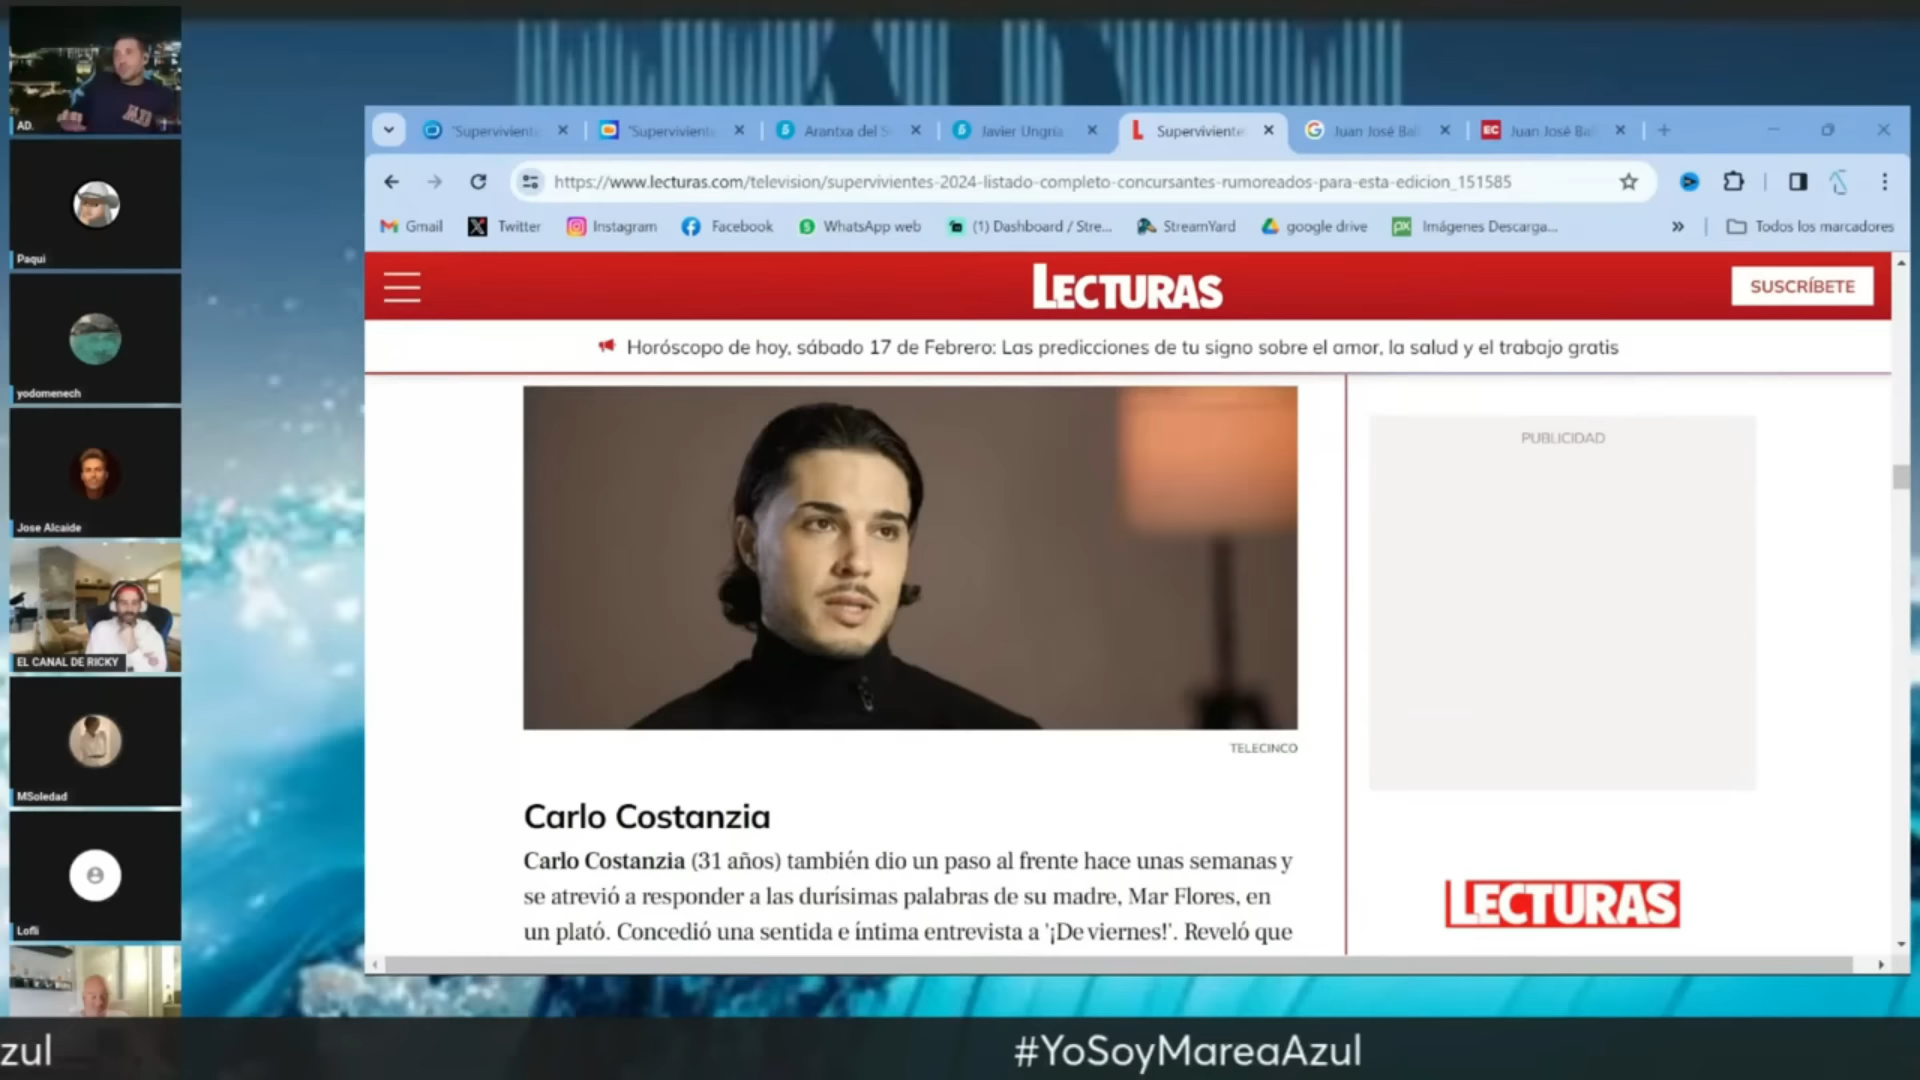 AD.
Paqui
yodomenech
Jose Alcaide
EL CANAL DE RICKY
MSoledad
Lofli
"Supervivient
"Supervivient
Arantxa del S
Javier Ungría
Superviviente
Juan José Ball
Juan José Ba
https://www.lecturas.com/television/supervivientes-2024-listado-completo-concursantes-rumoreados-para-esta-edicion_151585
Gmail
Twitter
Instagram
Facebook
WhatsApp web
(1) Dashboard / Stre...
StreamYard
google drive
Imágenes Descarga...
»
Todos los marcadores
LECTURAS
SUSCRÍBETE
Horóscopo de hoy, sábado 17 de Febrero: Las predicciones de tu signo sobre el amor, la salud y el trabajo gratis
PUBLICIDAD
TELECINCO
Carlo Costanzia
Carlo Costanzia (31 años) también dio un paso al frente hace unas semanas y
se atrevió a responder a las durísimas palabras de su madre, Mar Flores, en
un plató. Concedió una sentida e íntima entrevista a '¡De viernes!'. Reveló que
LECTURAS
zul
#YoSoyMareaAzul